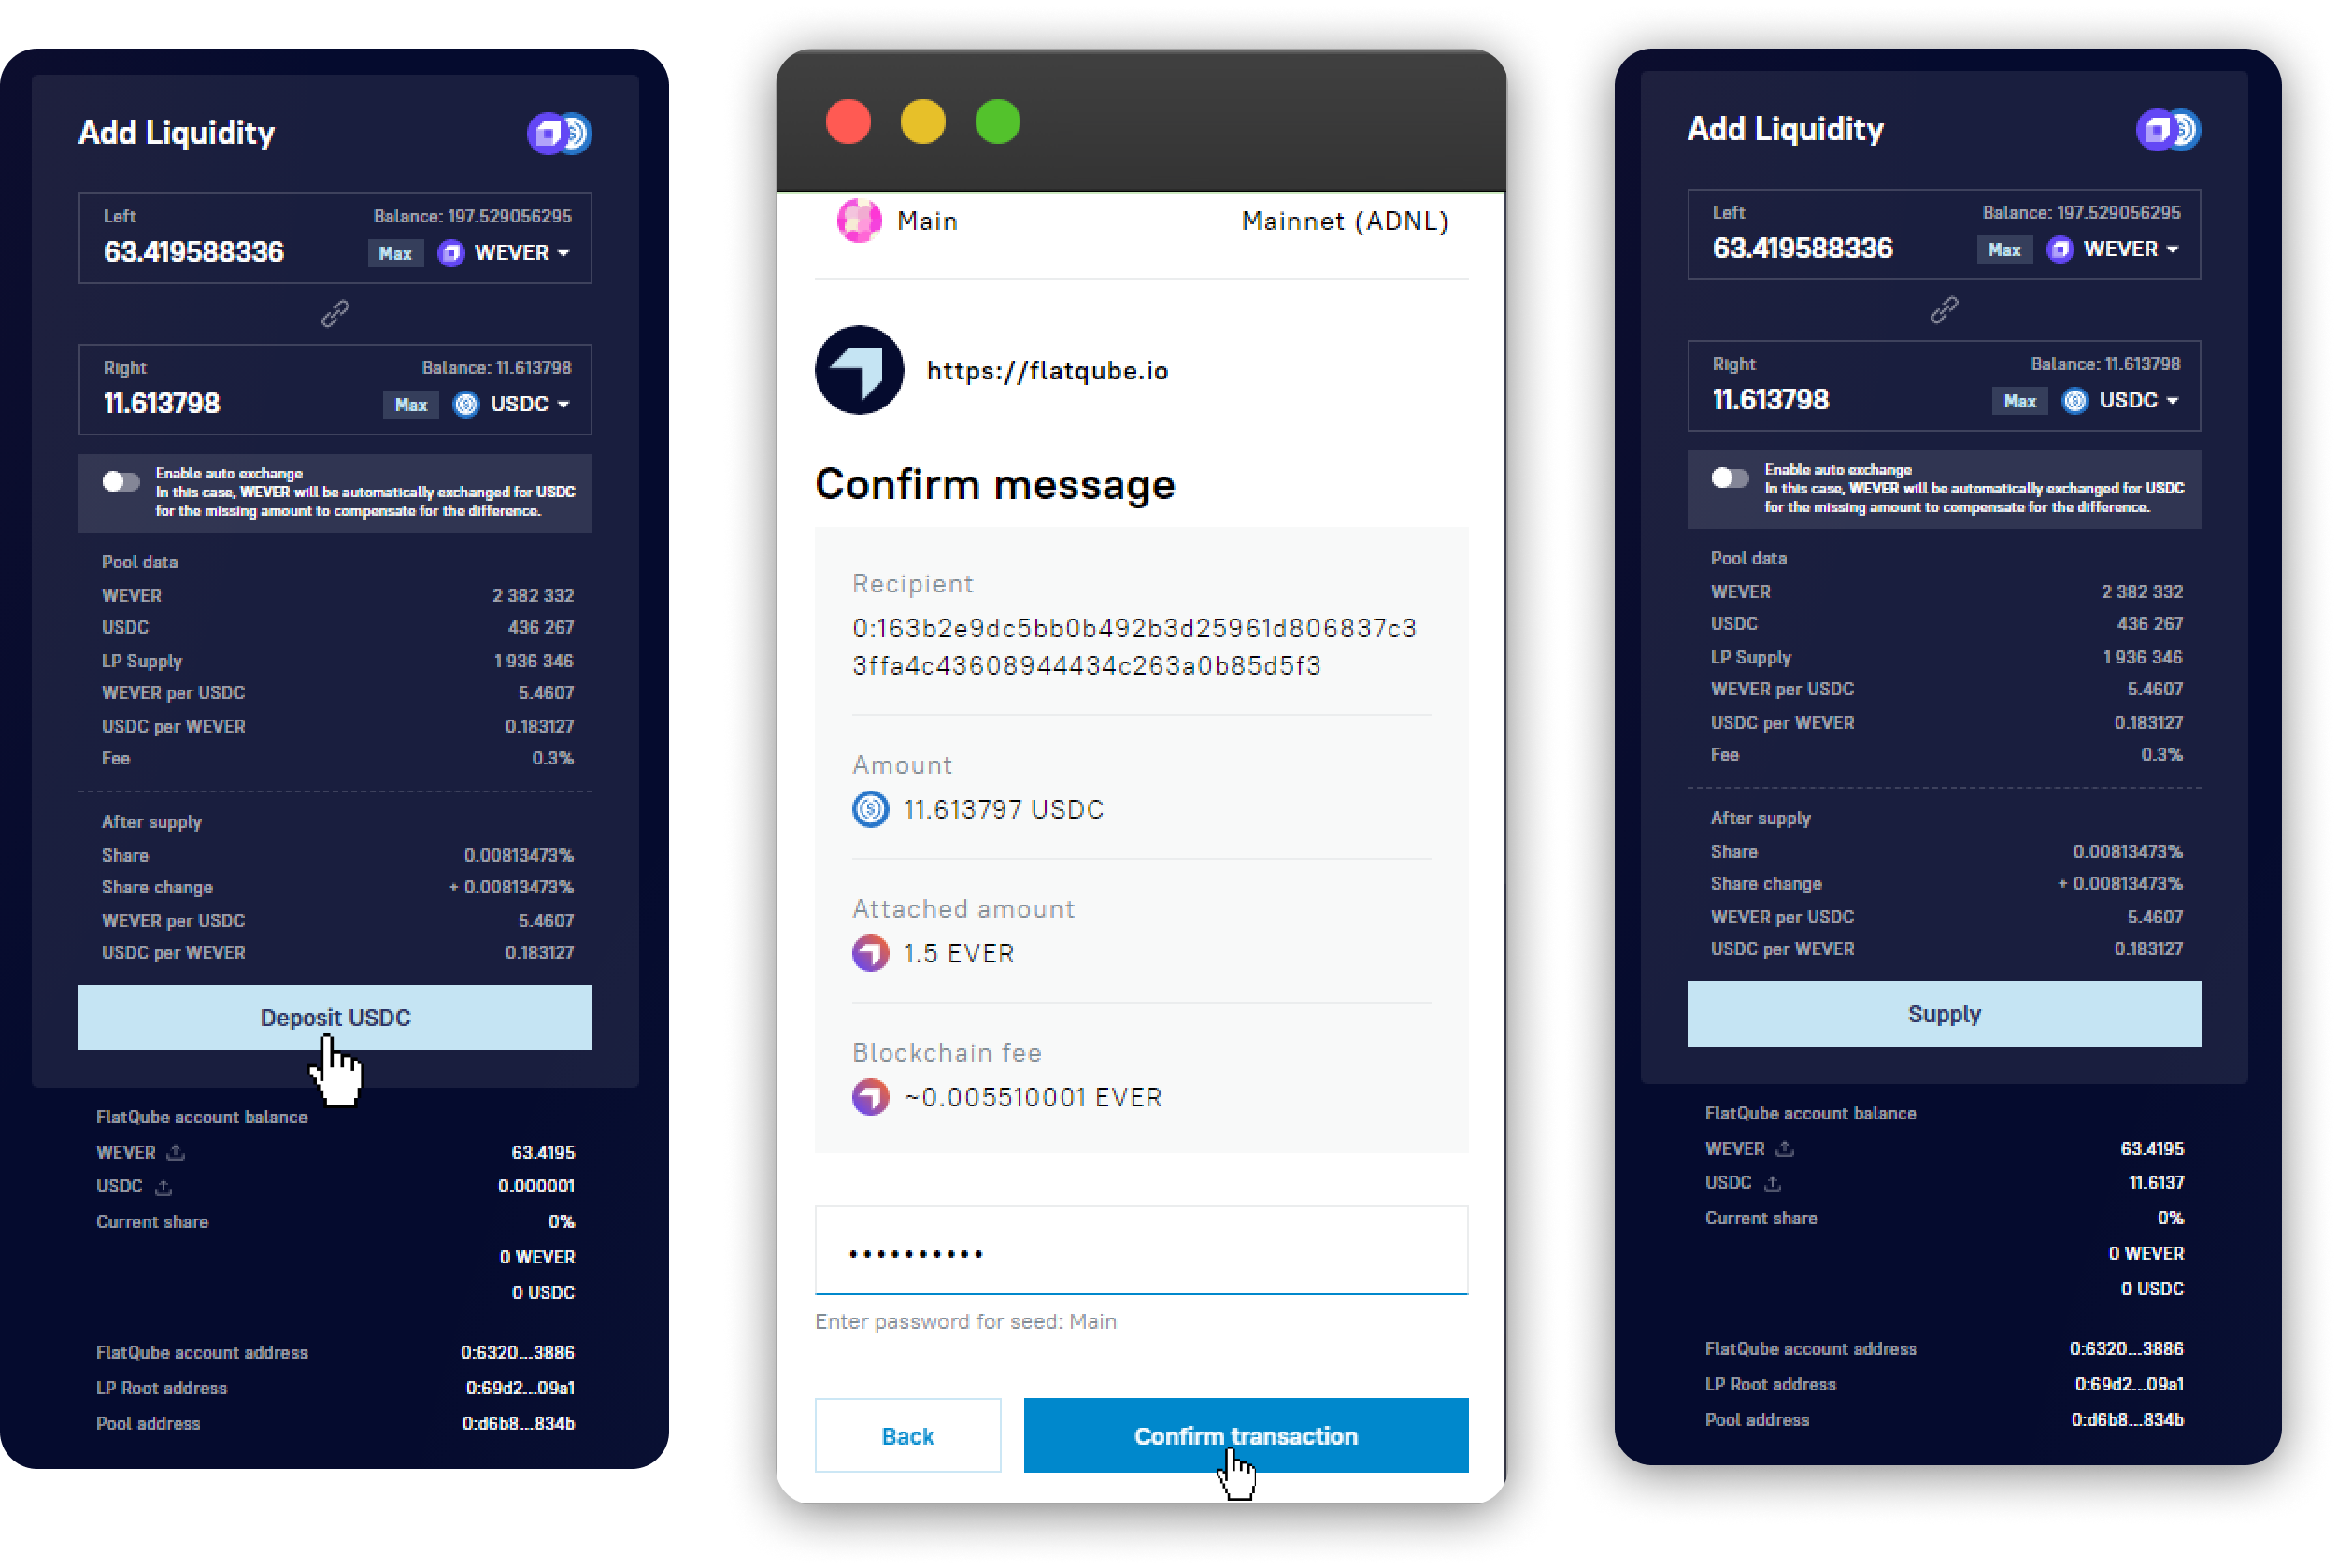 Add Liquidity
Left Balance: 197.529056295
63.419588336 Max WEVER
Right Balance: 11.613798
11.613798 Max USDC
Enable auto exchange
In this case, WEVER will be automatically exchanged for USDC
for the missing amount to compensate for the difference.
Pool data
WEVER 2 382 332
USDC 436 267
LP Supply 1 936 346
WEVER per USDC 5.4607
USDC per WEVER 0.183127
Fee 0.3%
After supply
Share 0.00813473%
Share change + 0.00813473%
WEVER per USDC 5.4607
USDC per WEVER 0.183127
Deposit USDC
FlatQube account balance
WEVER 63.4195
USDC 0.000001
Current share 0%
0 WEVER
0 USDC
FlatQube account address 0:6320...3886
LP Root address 0:69d2...09a1
Pool address 0:d6b8...834b
Main Mainnet (ADNL)
https://flatqube.io
Confirm message
Recipient
0:163b2e9dc5bb0b492b3d25961d806837c3
3ffa4c43608944434c263a0b85d5f3
Amount
11.613797 USDC
Attached amount
1.5 EVER
Blockchain fee
~0.005510001 EVER
••••••••••
Enter password for seed: Main
Back Confirm transaction
Add Liquidity
Left Balance: 197.529056295
63.419588336 Max WEVER
Right Balance: 11.613798
11.613798 Max USDC
Enable auto exchange
In this case, WEVER will be automatically exchanged for USDC
for the missing amount to compensate for the difference.
Pool data
WEVER 2 382 332
USDC 436 267
LP Supply 1 936 346
WEVER per USDC 5.4607
USDC per WEVER 0.183127
Fee 0.3%
After supply
Share 0.00813473%
Share change + 0.00813473%
WEVER per USDC 5.4607
USDC per WEVER 0.183127
Supply
FlatQube account balance
WEVER 63.4195
USDC 11.6137
Current share 0%
0 WEVER
0 USDC
FlatQube account address 0:6320...3886
LP Root address 0:69d2...09a1
Pool address 0:d6b8...834b